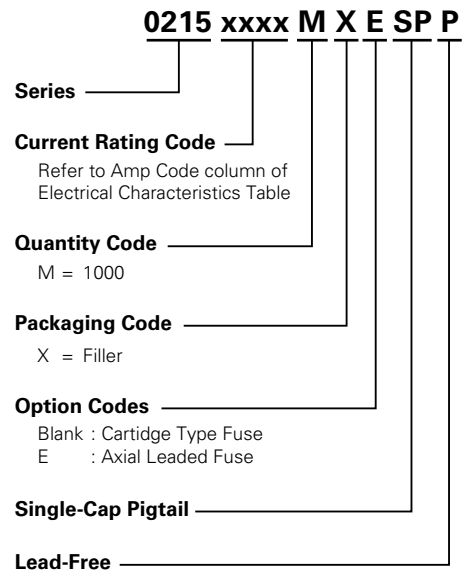 0215 xxxx M X E SP P
Series
Current Rating Code
Refer to Amp Code column of
Electrical Characteristics Table
Quantity Code
M = 1000
Packaging Code
X = Filler
Option Codes
Blank : Cartidge Type Fuse
E : Axial Leaded Fuse
Single-Cap Pigtail
Lead-Free